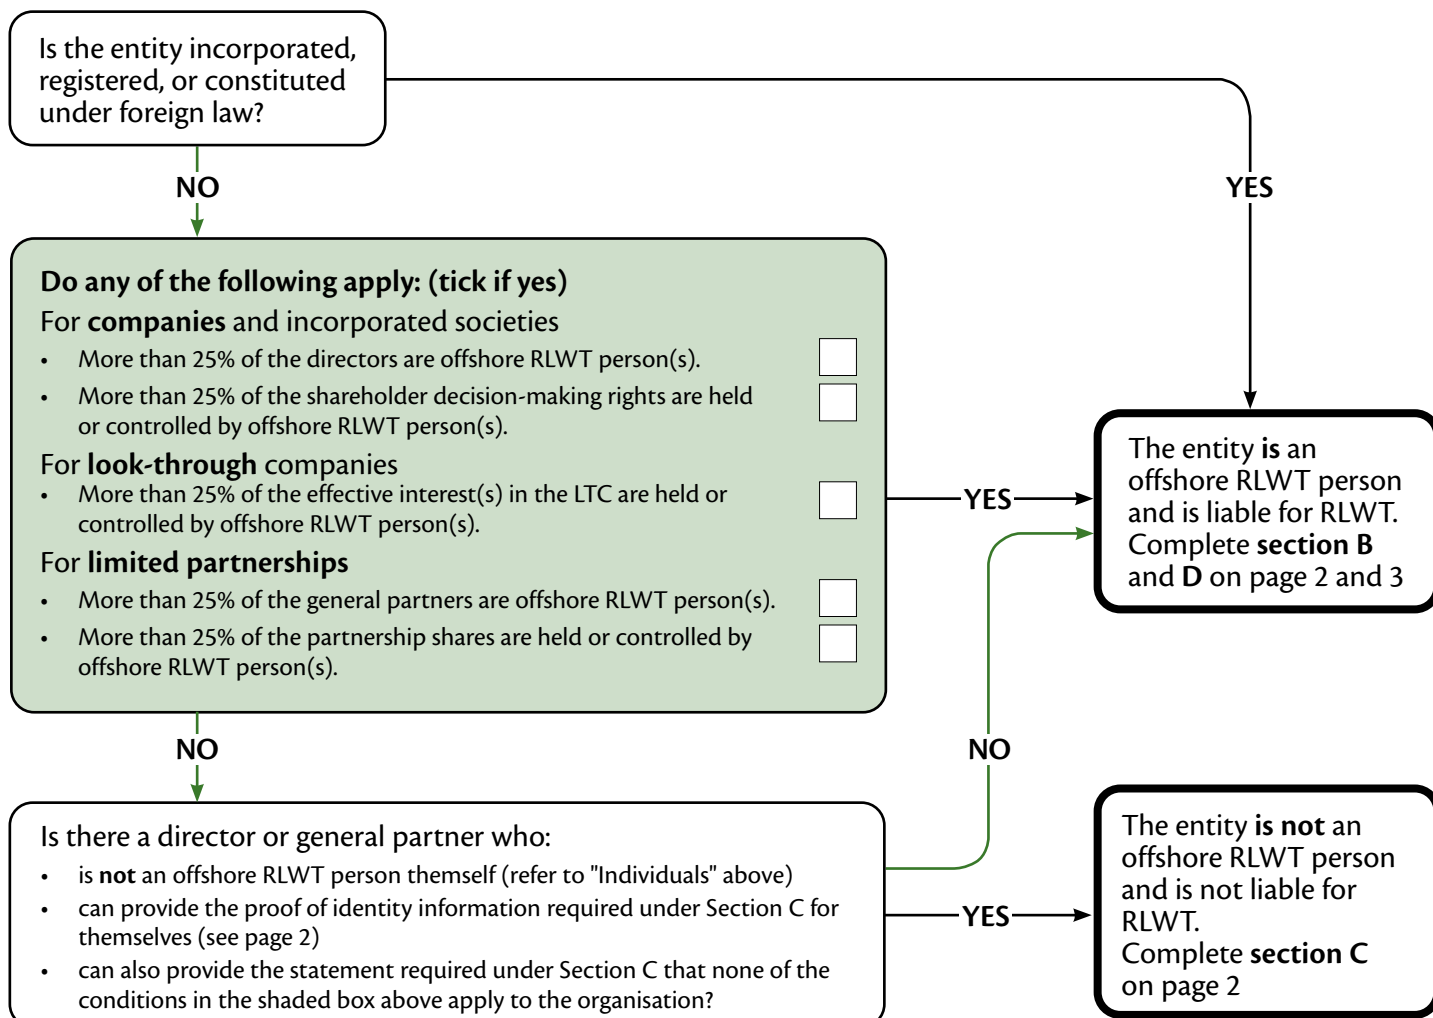 Is the entity incorporated,
registered, or constituted
under foreign law?
NO
YES
Do any of the following apply: (tick if yes)
For companies and incorporated societies
• More than 25% of the directors are offshore RLWT person(s).
• More than 25% of the shareholder decision-making rights are held
or controlled by offshore RLWT person(s).
For look-through companies
• More than 25% of the effective interest(s) in the LTC are held or
controlled by offshore RLWT person(s).
For limited partnerships
• More than 25% of the general partners are offshore RLWT person(s).
• More than 25% of the partnership shares are held or controlled by
offshore RLWT person(s).
YES
The entity is an
offshore RLWT person
and is liable for RLWT.
Complete section B
and D on page 2 and 3
NO
NO
Is there a director or general partner who:
• is not an offshore RLWT person themself (refer to "Individuals" above)
• can provide the proof of identity information required under Section C for
themselves (see page 2)
• can also provide the statement required under Section C that none of the
conditions in the shaded box above apply to the organisation?
YES
The entity is not an
offshore RLWT person
and is not liable for
RLWT.
Complete section C
on page 2